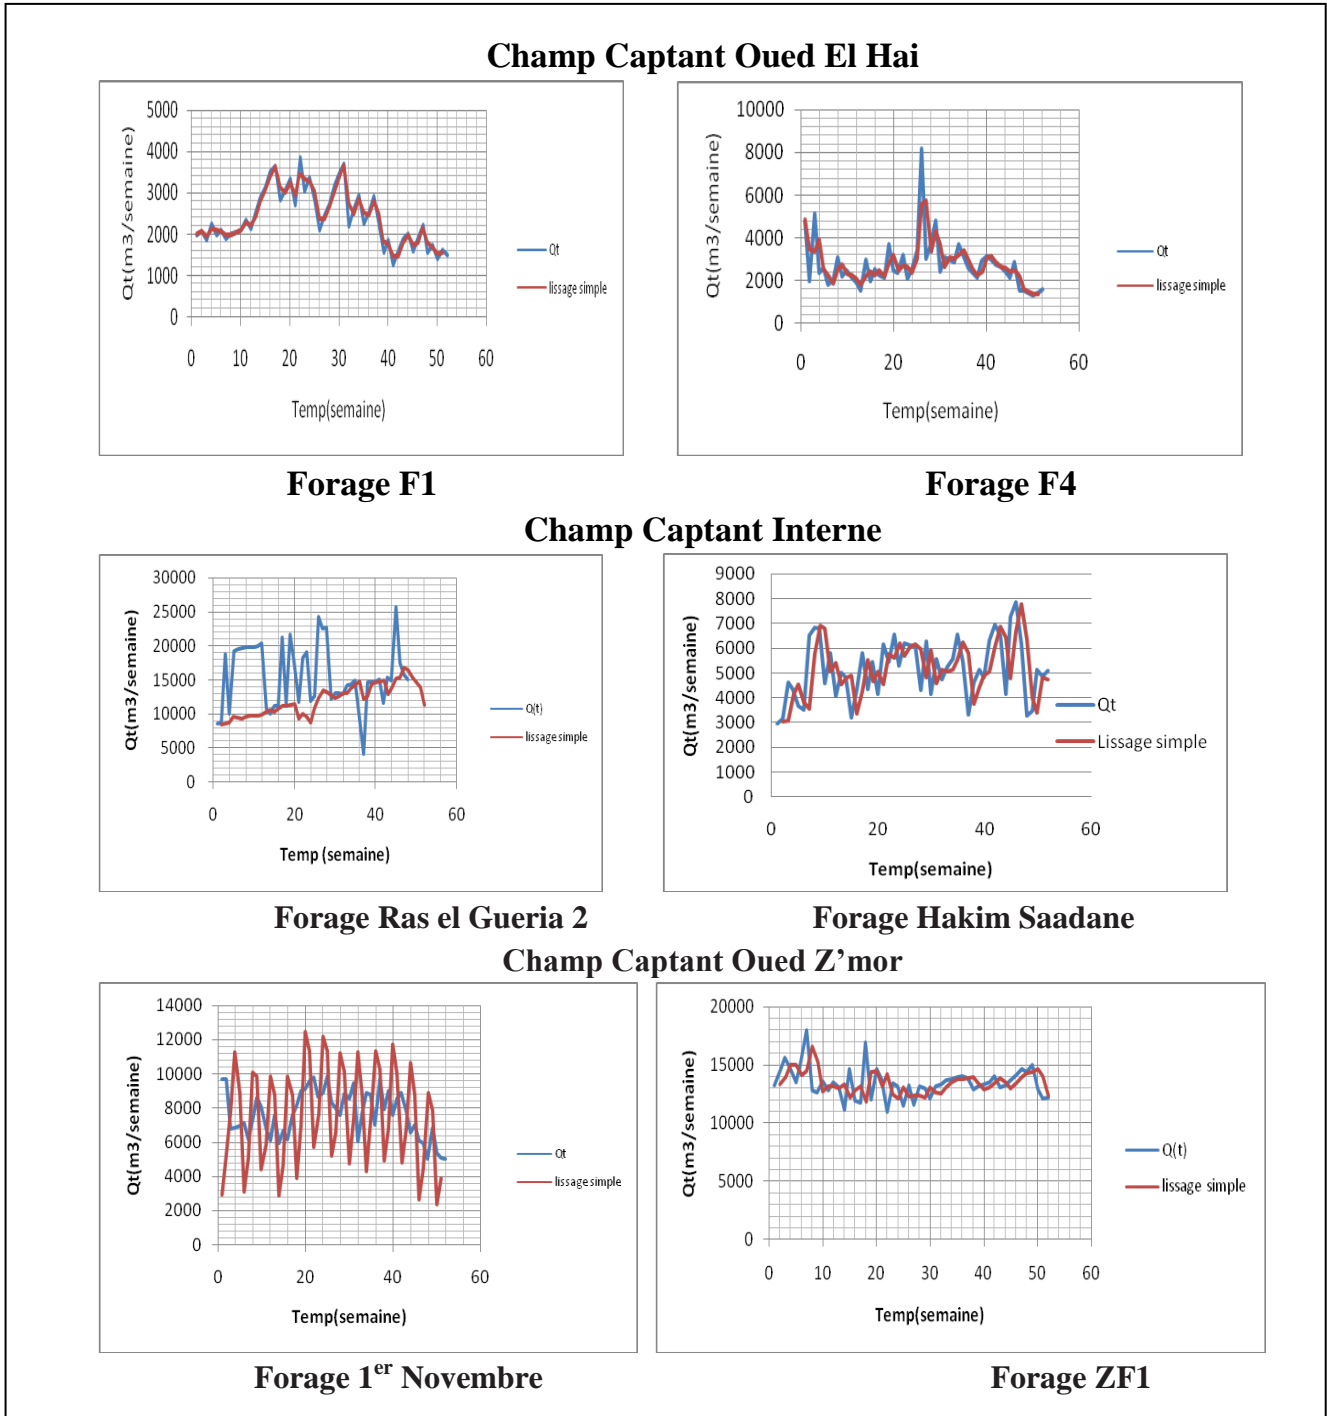 Champ Captant Oued El Hai
5000
4000
3000
2000
1000
0
Qt(m3/semaine)
0 10 20 30 40 50 60
Temp(semaine)
Qt
lissage simple
10000
8000
6000
4000
2000
0
Qt(m3/semaine)
0 20 40 60
Temp(semaine)
Qt
lissage simple
Forage F1
Forage F4
Champ Captant Interne
30000
25000
20000
15000
10000
5000
0
Qt(m3/semaine)
0 20 40 60
Temp (semaine)
Q(t)
lissage simple
9000
8000
7000
6000
5000
4000
3000
2000
1000
0
Qt(m3/semaine)
0 20 40 60
Temp(semaine)
Qt
Lissage simple
Forage Ras el Gueria 2
Forage Hakim Saadane
Champ Captant Oued Z’mor
14000
12000
10000
8000
6000
4000
2000
0
Qt(m3/semaine)
0 20 40 60
Temp(semaine)
Qt
lissage simple
20000
15000
10000
5000
0
Qt(m3/semaine)
0 10 20 30 40 50 60
Temp(semaine)
Q(t)
lissage simple
Forage 1er Novembre
Forage ZF1